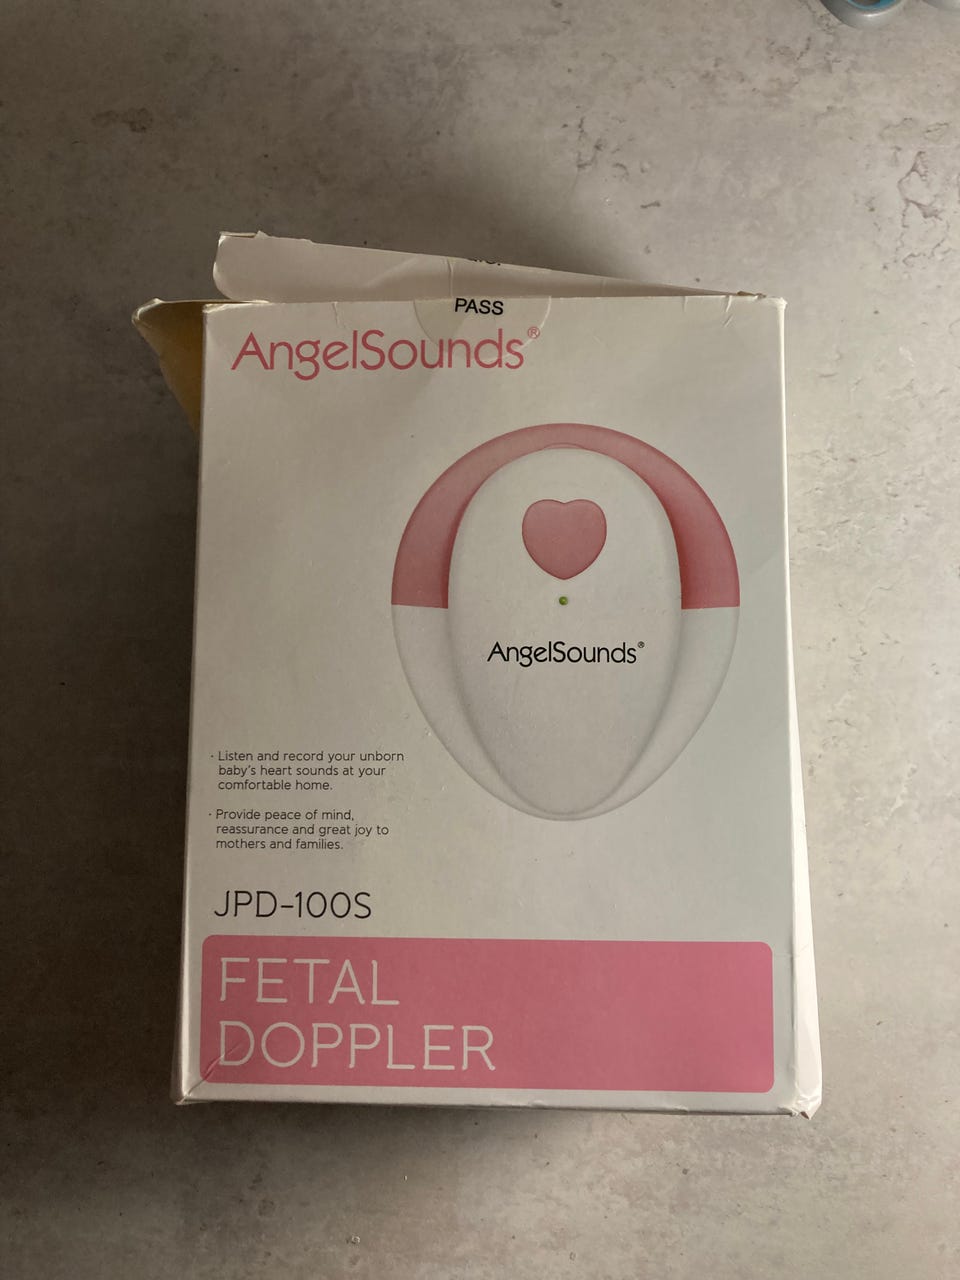 PASS
AngelSounds®
AngelSounds®
· Listen and record your unborn
baby's heart sounds at your
comfortable home.
· Provide peace of mind,
reassurance and great joy to
mothers and families.
JPD-100S
FETAL
DOPPLER